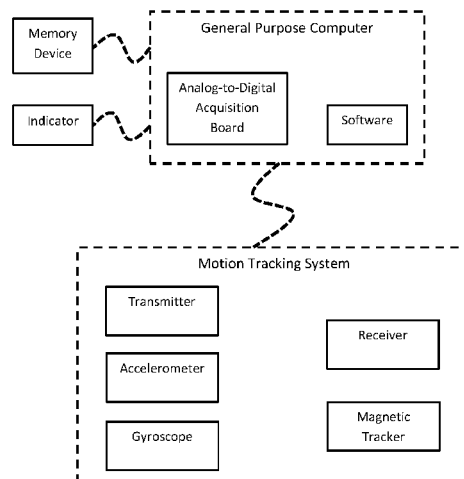 Memory
Device
General Purpose Computer
Analog-to-Digital
Acquisition
Board
Indicator
Software
Motion Tracking System
Transmitter
Receiver
Accelerometer
Magnetic
Tracker
Gyroscope